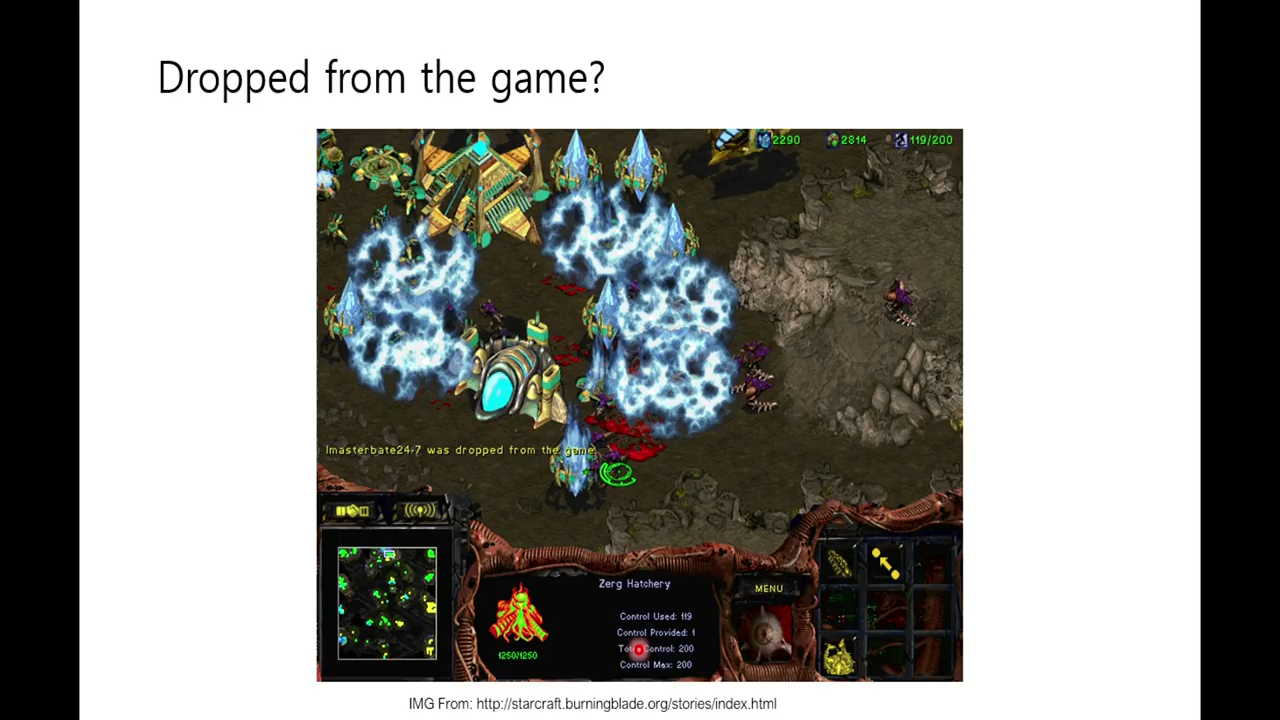 Dropped from the game?
2290 2814 119/200
Imasterbate24-7 was dropped from the game.
Zerg Hatchery
MENU
Control Used: 119
Control Provided: 1
Control: 200
Control Max: 200
1250/1250
IMG From: http://starcraft.burningblade.org/stories/index.html